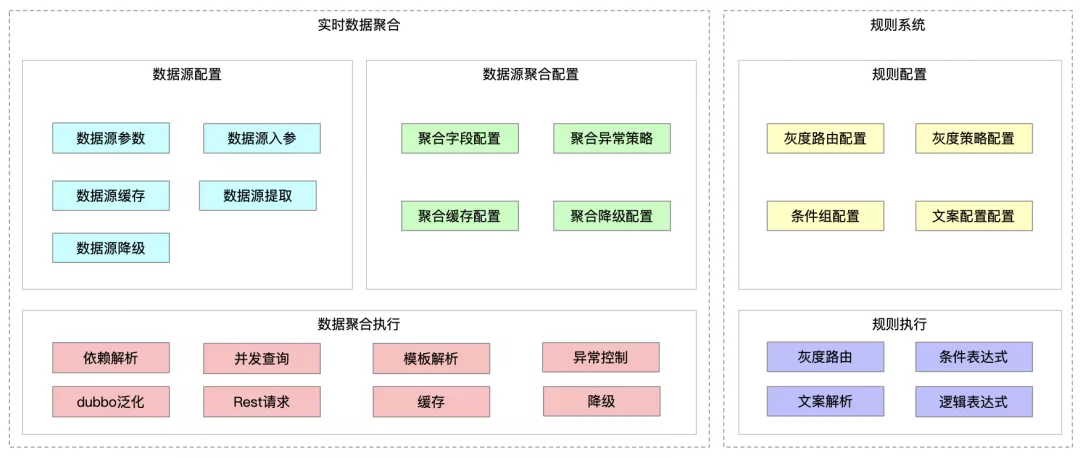 实时数据聚合
数据源配置
数据源参数
数据源入参
数据源缓存
数据源提取
数据源降级
数据源聚合配置
聚合字段配置
聚合异常策略
聚合缓存配置
聚合降级配置
数据聚合执行
依赖解析
并发查询
模板解析
异常控制
dubbo泛化
Rest请求
缓存
降级
规则系统
规则配置
灰度路由配置
灰度策略配置
条件组配置
文案配置配置
规则执行
灰度路由
条件表达式
文案解析
逻辑表达式